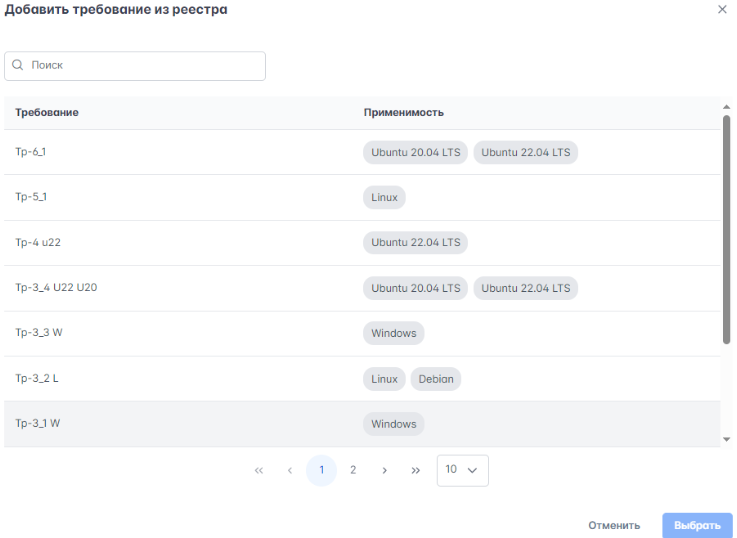 Добавить требование из реестра
Поиск
Требование Применимость
Тр-6_1 Ubuntu 20.04 LTS Ubuntu 22.04 LTS
Тр-5_1 Linux
Тр-4 u22 Ubuntu 22.04 LTS
Тр-3_4 U22 U20 Ubuntu 20.04 LTS Ubuntu 22.04 LTS
Тр-3_3 W Windows
Тр-3_2 L Linux Debian
Тр-3_1 W Windows
1 2 10
Отменить Выбрать